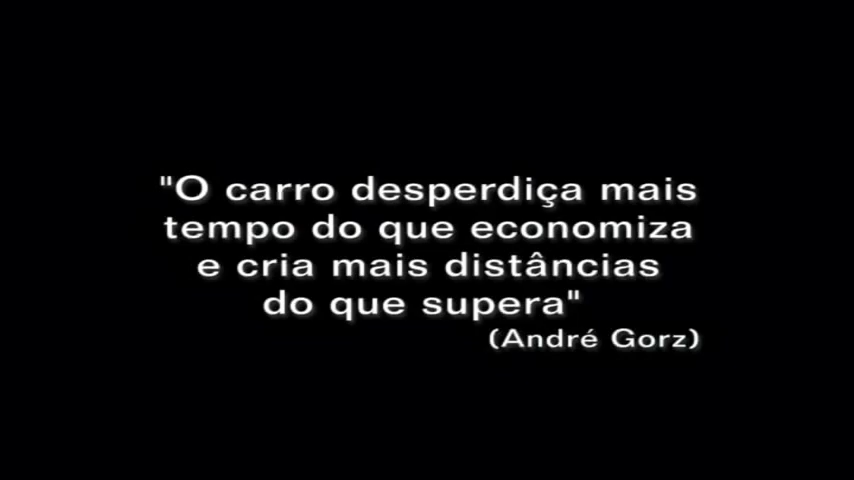 "O carro desperdiça mais
tempo do que economiza
e cria mais distâncias
do que supera"
(André Gorz)